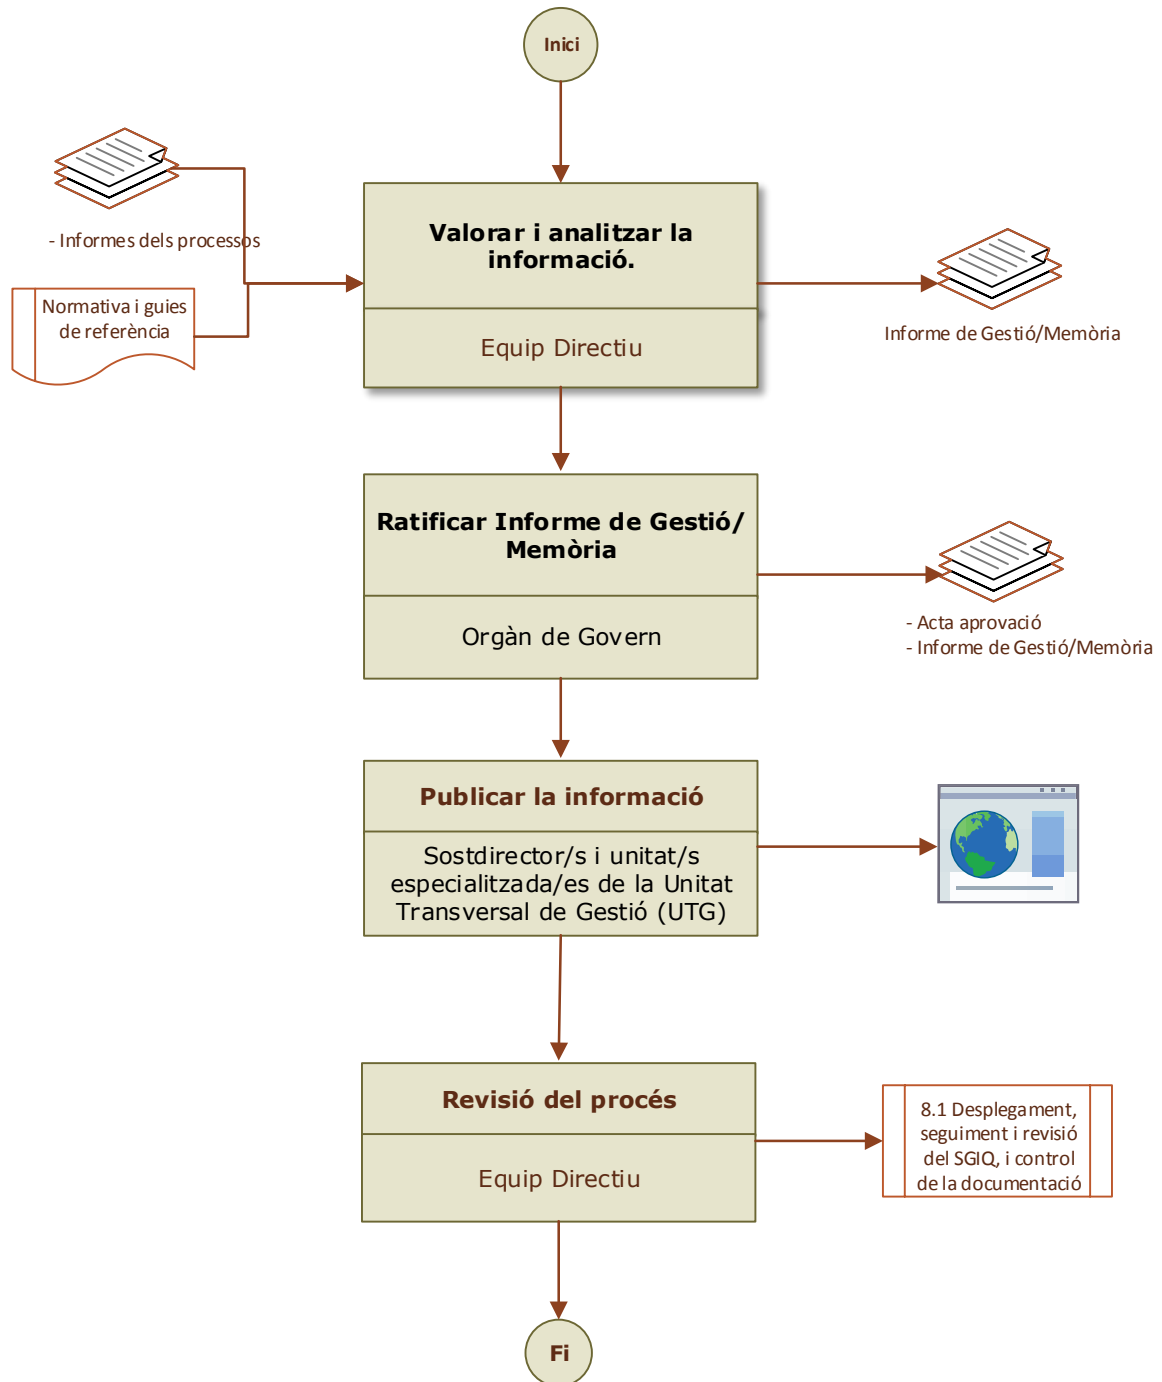 Inici
- Informes dels processos
Normativa i guies
de referència
Valorar i analitzar la
informació.
Equip Directiu
Informe de Gestió/Memòria
Ratificar Informe de Gestió/
Memòria
Orgàn de Govern
- Acta aprovació
- Informe de Gestió/Memòria
Publicar la informació
Sostdirector/s i unitat/s
especialitzada/es de la Unitat
Transversal de Gestió (UTG)
Revisió del procés
Equip Directiu
8.1 Desplegament,
seguiment i revisió
del SGIQ, i control
de la documentació
Fi